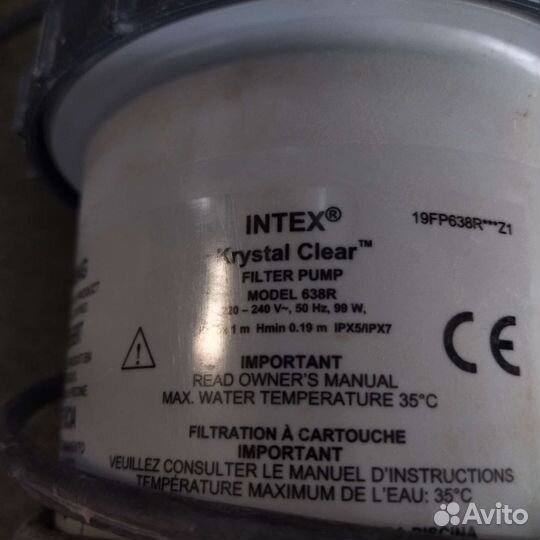 INTEX®
19FP638R***Z1
Krystal Clear™
FILTER PUMP
MODEL 638R
220 – 240 V~, 50 Hz, 99 W,
1 m Hmin 0.19 m IPX5/IPX7
CE
IMPORTANT
READ OWNER'S MANUAL
MAX. WATER TEMPERATURE 35°C
FILTRATION À CARTOUCHE
IMPORTANT
VEUILLEZ CONSULTER LE MANUEL D'INSTRUCTIONS
TEMPÉRATURE MAXIMUM DE L'EAU: 35°C
PISCINA
Avito